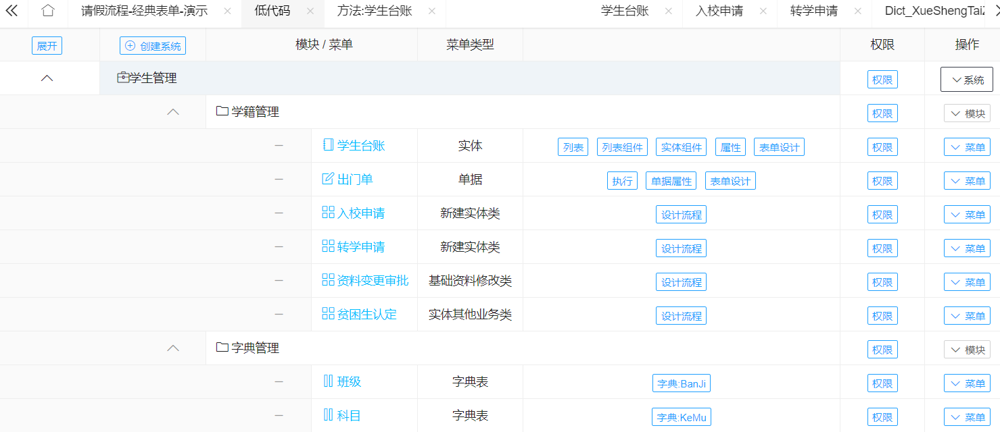 请假流程-经典表单-演示 低代码 方法:学生台账 学生台账 入校申请 转学申请 Dict_XueShengTaiZ
展开 创建系统 模块 / 菜单 菜单类型 权限 操作
学生管理 权限 系统
学籍管理 权限 模块
学生台账 实体 列表 列表组件 实体组件 属性 表单设计 权限 菜单
出门单 单据 执行 单据属性 表单设计 权限 菜单
入校申请 新建实体类 设计流程 权限 菜单
转学申请 新建实体类 设计流程 权限 菜单
资料变更审批 基础资料修改类 设计流程 权限 菜单
贫困生认定 实体其他业务类 设计流程 权限 菜单
字典管理 权限 模块
班级 字典表 字典:BanJi 权限 菜单
科目 字典表 字典:KeMu 权限 菜单